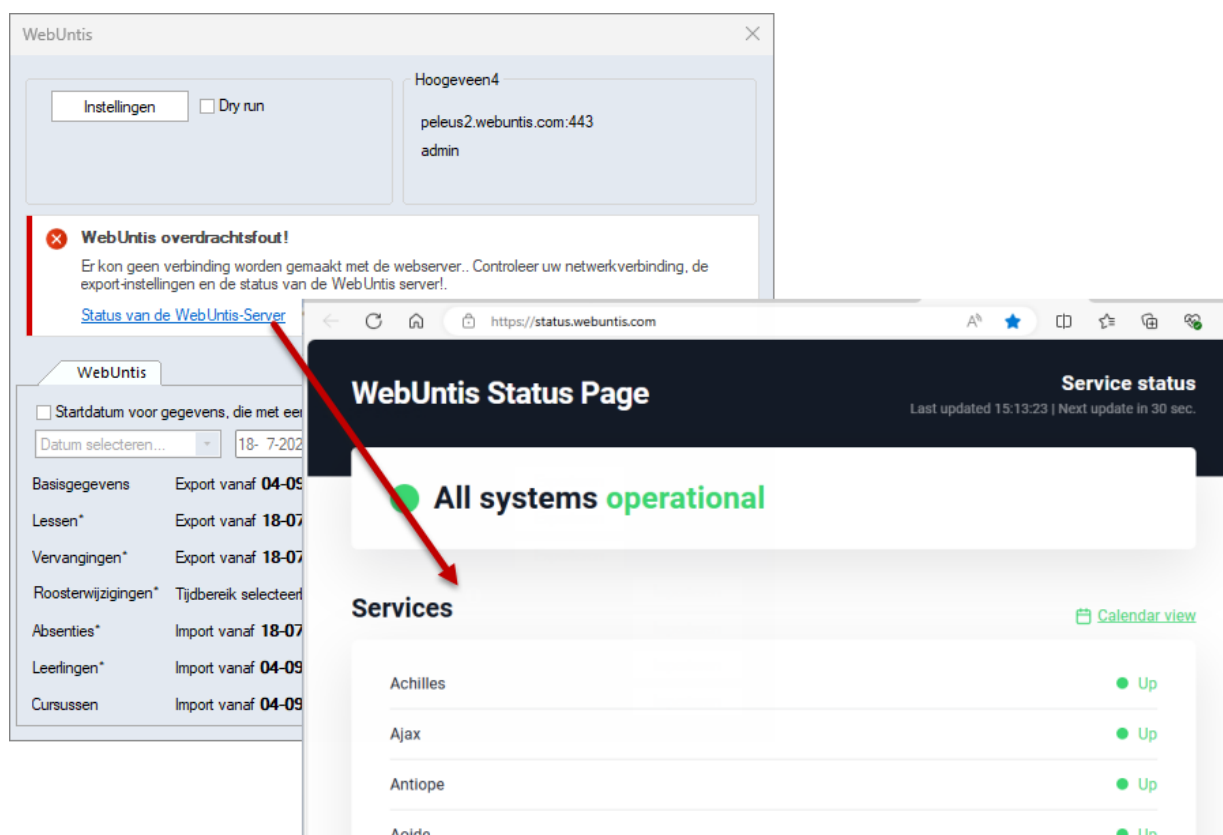 WebUntis
Instellingen
Dry run
Hoogeveen4
peleus2.webuntis.com:443
admin
WebUntis overdrachtsfout!
Er kon geen verbinding worden gemaakt met de webserver.. Controleer uw netwerkverbinding, de
export-instellingen en de status van de WebUntis server!.
Status van de WebUntis-Server
WebUntis
Startdatum voor gegevens, die met
Datum selecteren...
18- 7-202
Basisgegevens Export vanaf 04-09
Lessen* Export vanaf 18-07
Vervangingen* Export vanaf 18-07
Roosterwijzigingen* Tijdbereik
Absenties* Import vanaf 18-07
Leerlingen* Import vanaf 04-09
Cursussen Import vanaf 04-09
https://status.webuntis.com
WebUntis Status Page
Service status
Last updated 15:13:23 | Next update in 30 sec.
All systems operational
Services
Calendar view
Achilles Up
Ajax Up
Antiope Up
Up